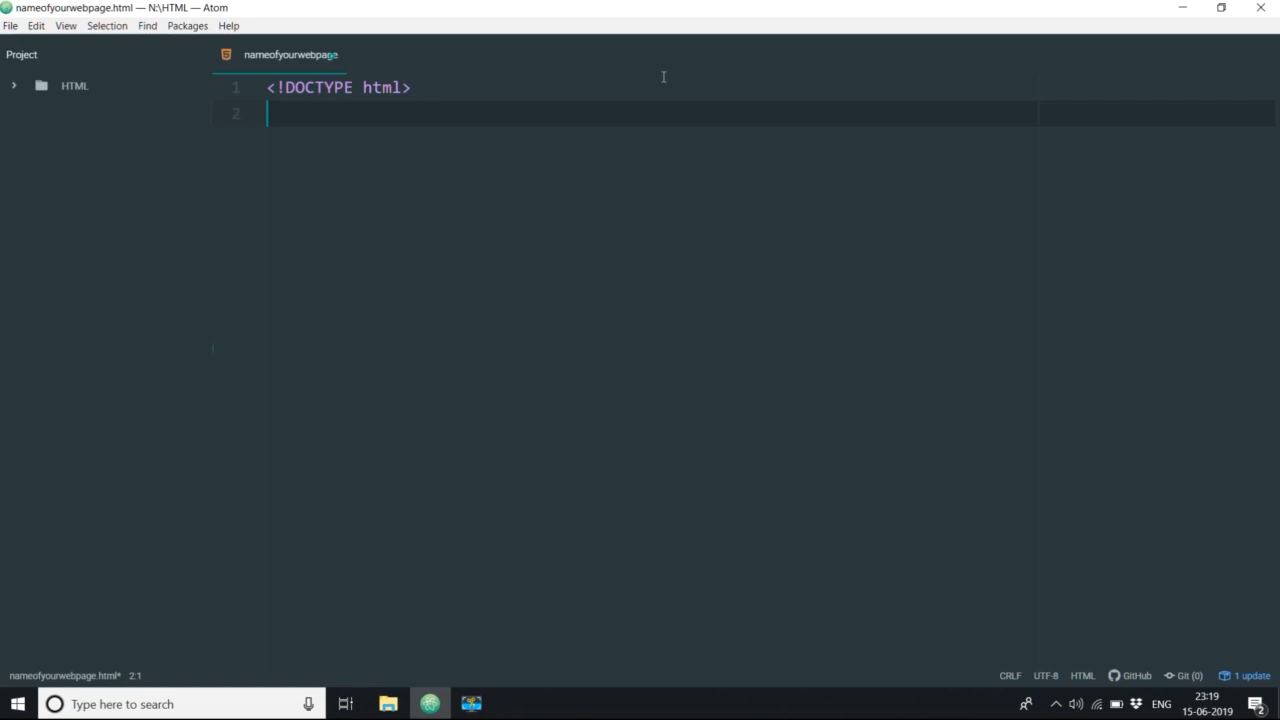 nameofyourwebpage.html — N:\HTML — Atom
File Edit View Selection Find Packages Help
Project
nameofyourwebpage
HTML
1 <!DOCTYPE html>
2
nameofyourwebpage.html* 2:1
CRLF UTF-8 HTML GitHub Git (0) 1 update
Type here to search
ENG
23:19
15-06-2019
2